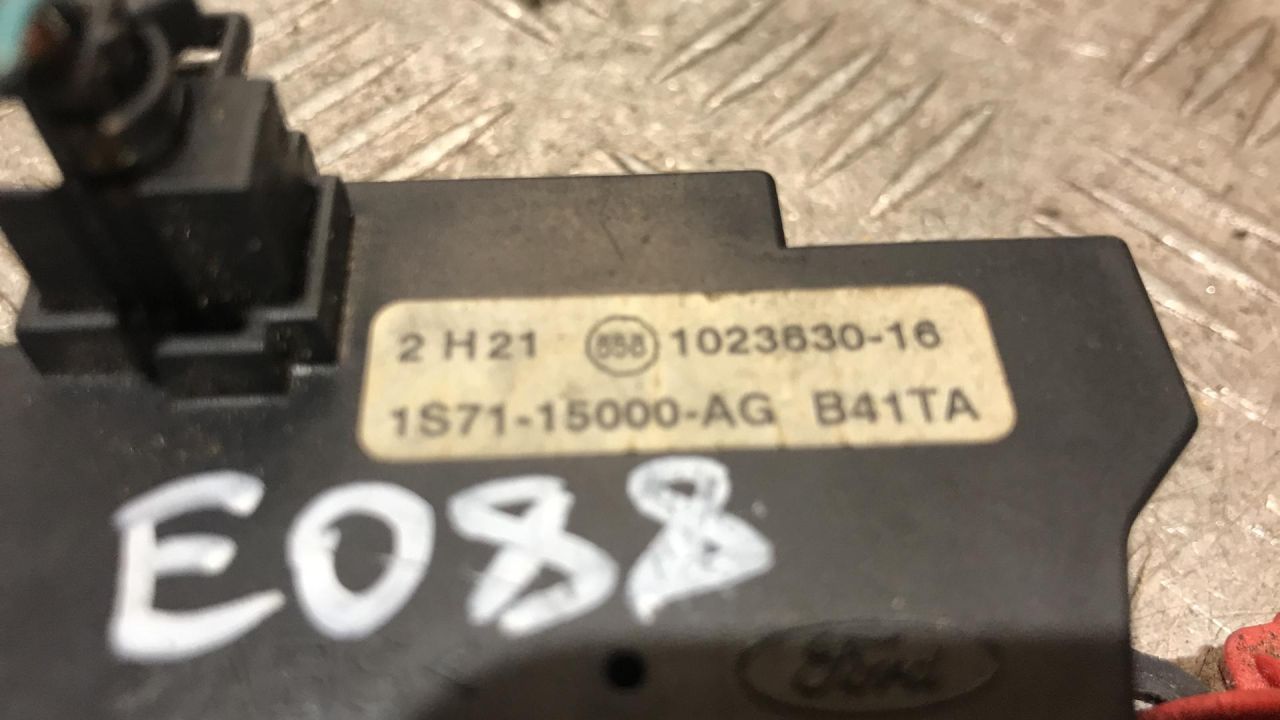 2 H21 558 1023830-16
1S71-15000-AG B41TA
E088
Ford